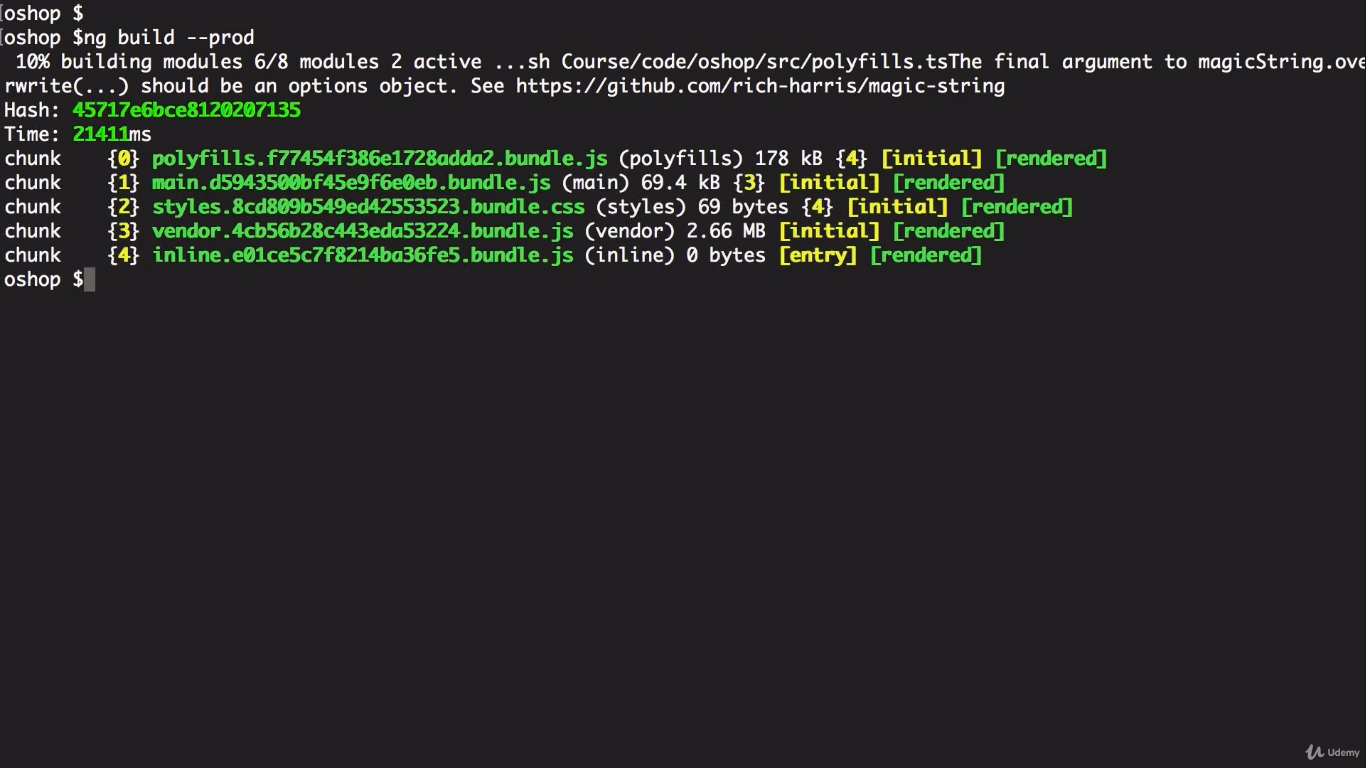 oshop $
oshop $ng build --prod
 10% building modules 6/8 modules 2 active ...sh Course/code/oshop/src/polyfills.tsThe final argument to magicString.ove
rwrite(...) should be an options object. See https://github.com/rich-harris/magic-string
Hash: 45717e6bce8120207135
Time: 21411ms
chunk    {0} polyfills.f77454f386e1728adda2.bundle.js (polyfills) 178 kB {4} [initial] [rendered]
chunk    {1} main.d5943500bf45e9f6e0eb.bundle.js (main) 69.4 kB {3} [initial] [rendered]
chunk    {2} styles.8cd809b549ed42553523.bundle.css (styles) 69 bytes {4} [initial] [rendered]
chunk    {3} vendor.4cb56b28c443eda53224.bundle.js (vendor) 2.66 MB [initial] [rendered]
chunk    {4} inline.e01ce5c7f8214ba36fe5.bundle.js (inline) 0 bytes [entry] [rendered]
oshop $
Udemy